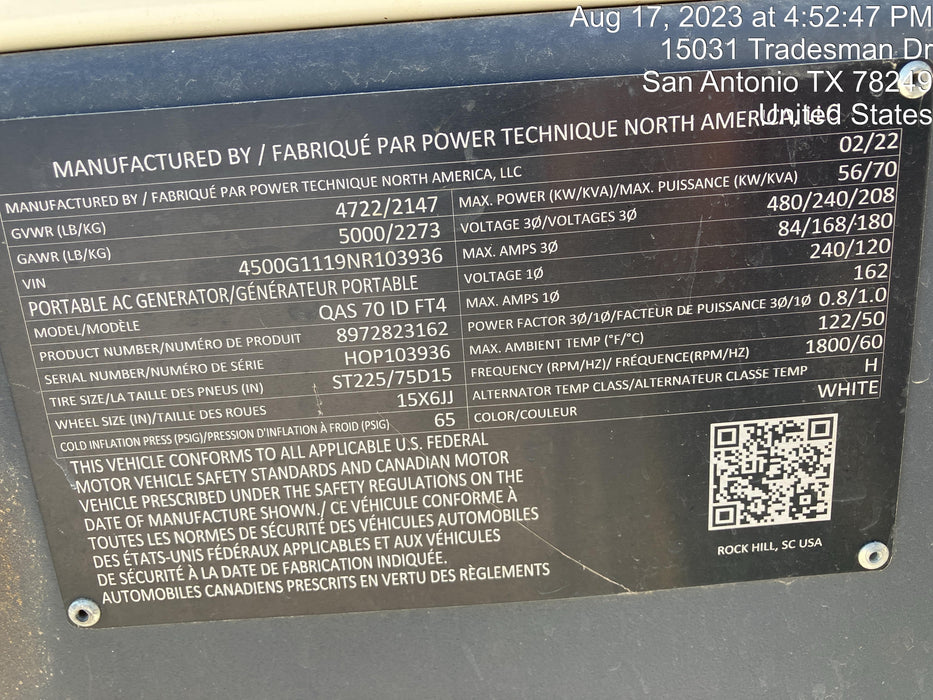 Aug 17, 2023 at 4:52:47 PM
15031 Tradesman Dr
San Antonio TX 78249
United States
MANUFACTURED BY / FABRIQUÉ PAR POWER TECHNIQUE NORTH AMERICA, LLC
MANUFACTURED BY / FABRIQUÉ PAR POWER TECHNIQUE NORTH AMERICA, LLC 02/22
GVWR (LB/KG) 4722/2147
GAWR (LB/KG) 5000/2273
VIN 4500G1119NR103936
PORTABLE AC GENERATOR/GÉNÉRATEUR PORTABLE
MODEL/MODÈLE QAS 70 ID FT4
PRODUCT NUMBER/NUMÉRO DE PRODUIT 8972823162
SERIAL NUMBER/NUMÉRO DE SÉRIE HOP103936
TIRE SIZE/LA TAILLE DES PNEUS (IN) ST225/75D15
WHEEL SIZE (IN)/TAILLE DES ROUES 15X6JJ
COLD INFLATION PRESS (PSIG)/PRESSION D'INFLATION À FROID (PSIG) 65
MAX. POWER (KW/KVA)/MAX. PUISSANCE (KW/KVA) 56/70
VOLTAGE 3Ø/VOLTAGES 3Ø 480/240/208
MAX. AMPS 3Ø 84/168/180
VOLTAGE 1Ø 240/120
MAX. AMPS 1Ø 162
POWER FACTOR 3Ø/1Ø/FACTEUR DE PUISSANCE 3Ø/1Ø 0.8/1.0
MAX. AMBIENT TEMP (°F/°C) 122/50
FREQUENCY (RPM/HZ)/ FRÉQUENCE(RPM/HZ) 1800/60
ALTERNATOR TEMP CLASS/ALTERNATEUR CLASSE TEMP H
COLOR/COULEUR WHITE
THIS VEHICLE CONFORMS TO ALL APPLICABLE U.S. FEDERAL
MOTOR VEHICLE SAFETY STANDARDS AND CANADIAN MOTOR
VEHICLE PRESCRIBED UNDER THE SAFETY REGULATIONS ON THE
DATE OF MANUFACTURE SHOWN./ CE VÉHICULE CONFORME À
TOUTES LES NORMES DE SÉCURITÉ DES VÉHICULES AUTOMOBILES
DES ÉTATS-UNIS FÉDÉRAUX APPLICABLES ET AUX VÉHICULES
DE SÉCURITÉ À LA DATE DE FABRICATION INDIQUÉE.
AUTOMOBILES CANADIENS PRESCRITS EN VERTU DES RÈGLEMENTS
ROCK HILL, SC USA